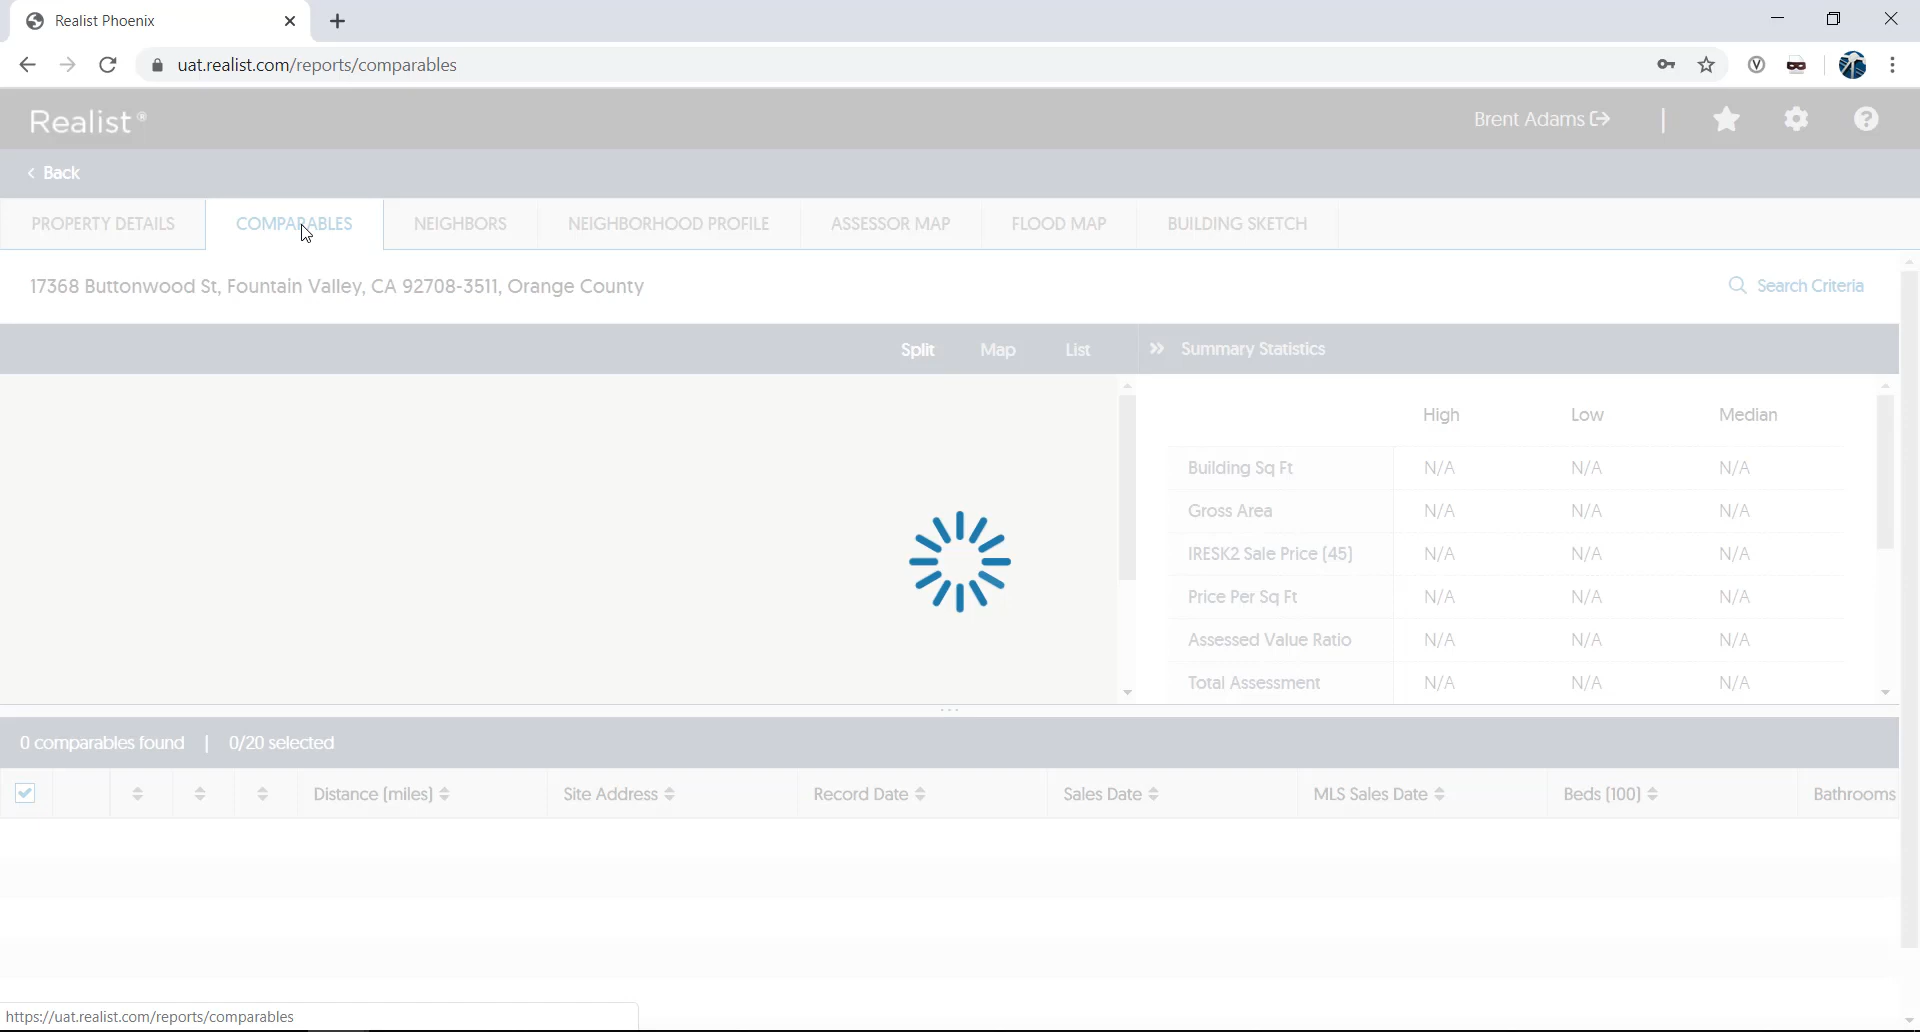 Realist Phoenix
uat.realist.com/reports/comparables
Realist®
Brent Adams
Back
PROPERTY DETAILS
COMPARABLES
NEIGHBORS
NEIGHBORHOOD PROFILE
ASSESSOR MAP
FLOOD MAP
BUILDING SKETCH
17368 Buttonwood St, Fountain Valley, CA 92708-3511, Orange County
Search Criteria
Split Map List
Summary Statistics
High Low Median
Building Sq Ft N/A N/A N/A
Gross Area N/A N/A N/A
IRESK2 Sale Price (45) N/A N/A N/A
Price Per Sq Ft N/A N/A N/A
Assessed Value Ratio N/A N/A N/A
Total Assessment N/A N/A N/A
0 comparables found | 0/20 selected
Distance (miles) Site Address Record Date Sales Date MLS Sales Date Beds (100) Bathrooms
https://uat.realist.com/reports/comparables